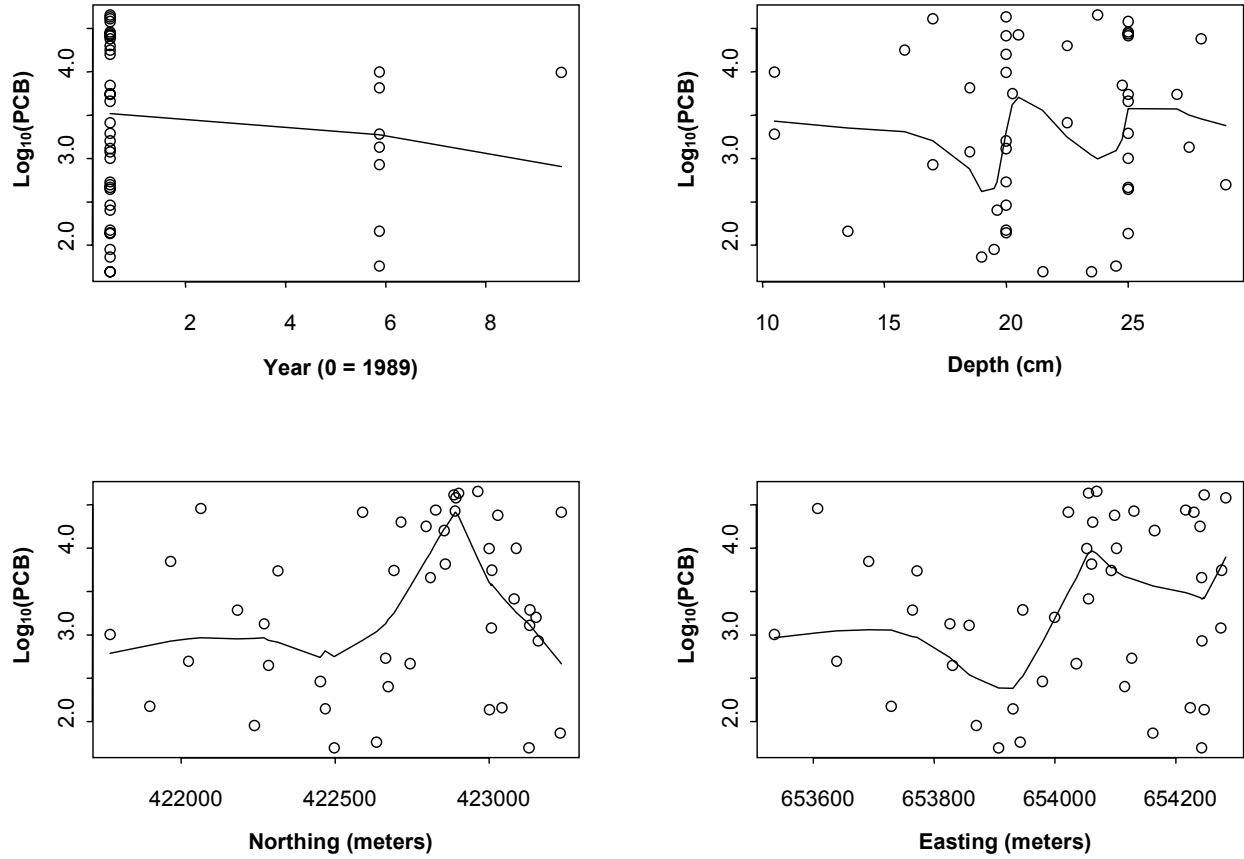 Log₁₀(PCB)
4.0
3.0
2.0
2 4 6 8
Year (0 = 1989)
Log₁₀(PCB)
4.0
3.0
2.0
10 15 20 25
Depth (cm)
Log₁₀(PCB)
4.0
3.0
2.0
422000 422500 423000
Northing (meters)
Log₁₀(PCB)
4.0
3.0
2.0
653600 653800 654000 654200
Easting (meters)